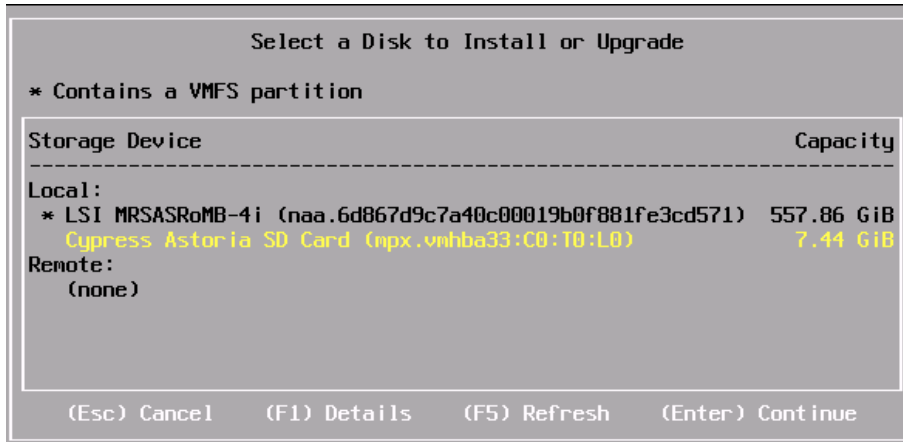 Select a Disk to Install or Upgrade
* Contains a VMFS partition
Storage Device Capacity
--------------------------------------------------------------------------------
Local:
* LSI MRSASRoMB-4i (naa.6d867d9c7a40c00019b0f881fe3cd571) 557.86 GiB
Cypress Astoria SD Card (mpx.vmhba33:C0:T0:L0) 7.44 GiB
Remote:
(none)
(Esc) Cancel (F1) Details (F5) Refresh (Enter) Continue